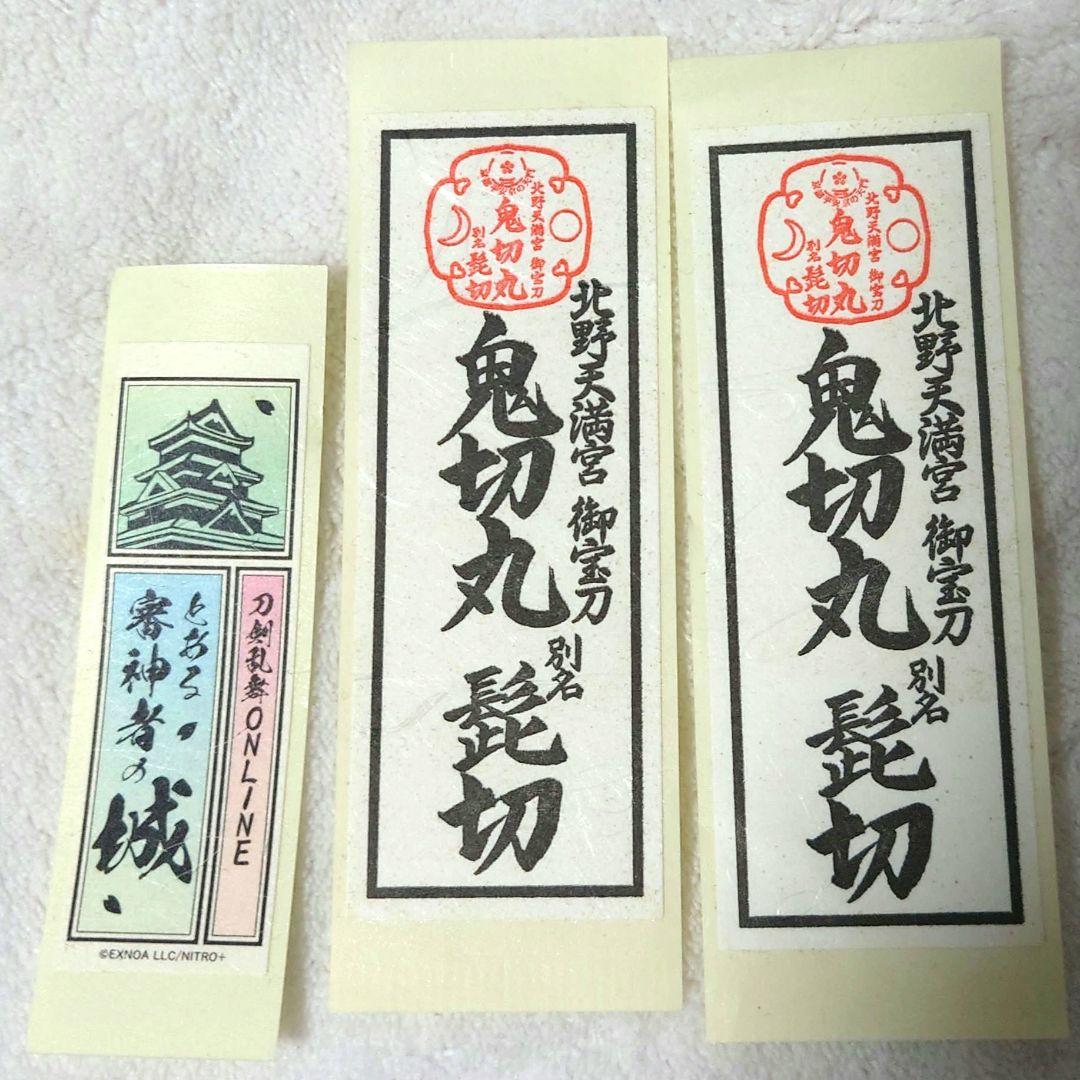 刀剣乱舞ONLINE
とある
審神者の
城
©EXNOA LLC/NITRO+
北野天満宮 御宝刀
鬼切丸
別名
髭切
北野天満宮 御宝刀
鬼切丸
別名 髭切
北野天満宮 御宝刀
鬼切丸
別名
髭切
北野天満宮 御宝刀
鬼切丸
別名 髭切